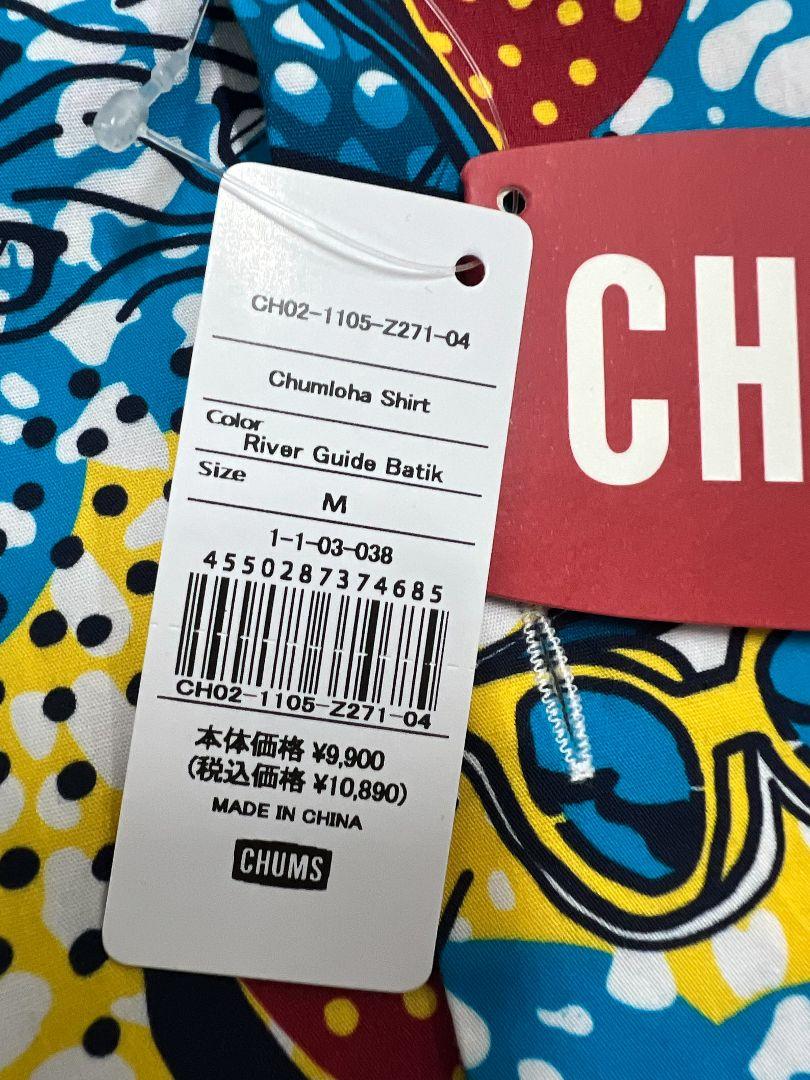 CH02-1105-Z271-04
Chumloha Shirt
Color
River Guide Batik
Size
M
1-1-03-038
4550287374685
CH02-1105-Z271-04
本体価格 ¥9,900
(税込価格 ¥10,890)
MADE IN CHINA
CHUMS
CH